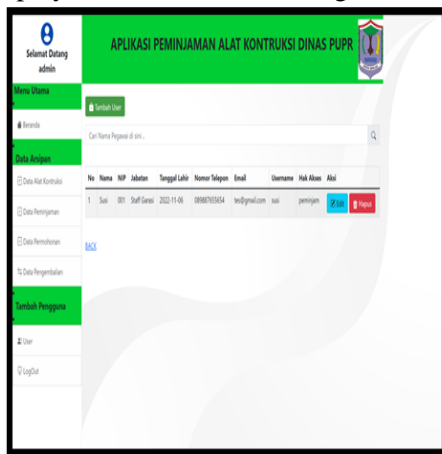 Selamat Datang
admin
APLIKASI PEMINJAMAN ALAT KONTRUKSI DINAS PUPR
Menu Utama
Beranda
Data Arsipan
Data Alat Kontruksi
Data Peminjaman
Data Permohonan
Data Pengembalian
Tambah Pengguna
User
LogOut
Tambah User
Cari Nama Pegawai di sini ..
No Nama NIP Jabatan Tanggal Lahir Nomor Telepon Email Username Hak Akses Aksi
1 Susi 001 Staff Garasi 2022-11-06 089887655654 tes@gmail.com susi peminjam Edit Hapus
BACK